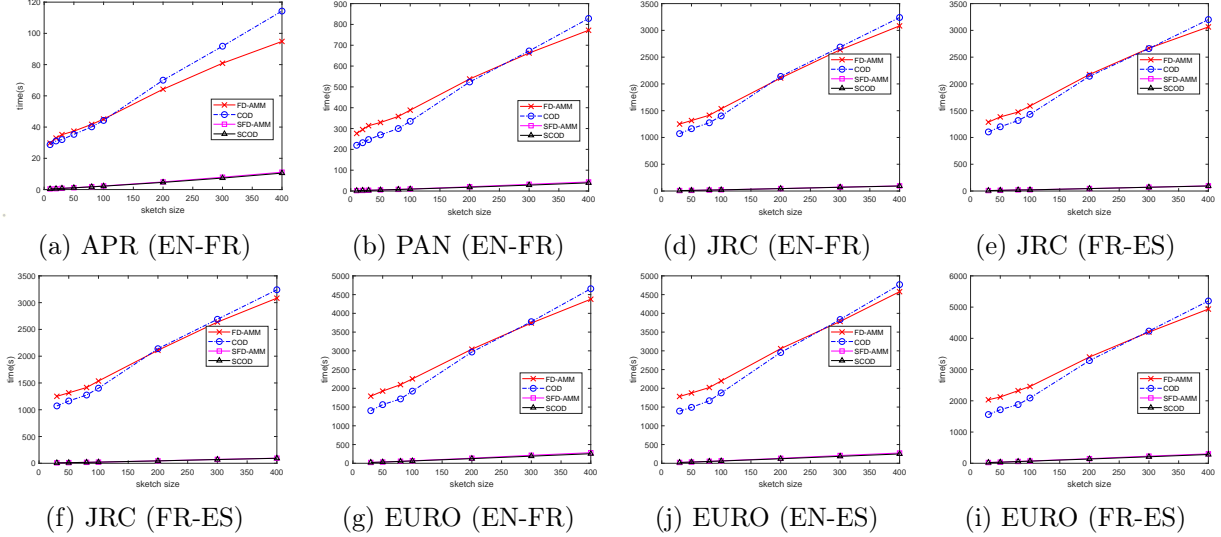 120
100
80
60
40
20
0
time(s)
FD-AMM
COD
SFD-AMM
SCOD
0 50 100 150 200 250 300 350 400
sketch size
(a) APR (EN-FR)
900
800
700
600
500
400
300
200
100
0
time(s)
FD-AMM
COD
SFD-AMM
SCOD
0 50 100 150 200 250 300 350 400
sketch size
(b) PAN (EN-FR)
3500
3000
2500
2000
1500
1000
500
0
time(s)
FD-AMM
COD
SFD-AMM
SCOD
0 50 100 150 200 250 300 350 400
sketch size
(d) JRC (EN-FR)
3500
3000
2500
2000
1500
1000
500
0
time(s)
FD-AMM
COD
SFD-AMM
SCOD
0 50 100 150 200 250 300 350 400
sketch size
(e) JRC (FR-ES)
3500
3000
2500
2000
1500
1000
500
0
time(s)
FD-AMM
COD
SFD-AMM
SCOD
0 50 100 150 200 250 300 350 400
sketch size
(f) JRC (FR-ES)
5000
4500
4000
3500
3000
2500
2000
1500
1000
500
0
time(s)
FD-AMM
COD
SFD-AMM
SCOD
0 50 100 150 200 250 300 350 400
sketch size
(g) EURO (EN-FR)
5000
4500
4000
3500
3000
2500
2000
1500
1000
500
0
time(s)
FD-AMM
COD
SFD-AMM
SCOD
0 50 100 150 200 250 300 350 400
sketch size
(j) EURO (EN-ES)
6000
5000
4000
3000
2000
1000
0
time(s)
FD-AMM
COD
SFD-AMM
SCOD
0 50 100 150 200 250 300 350 400
sketch size
(i) EURO (FR-ES)